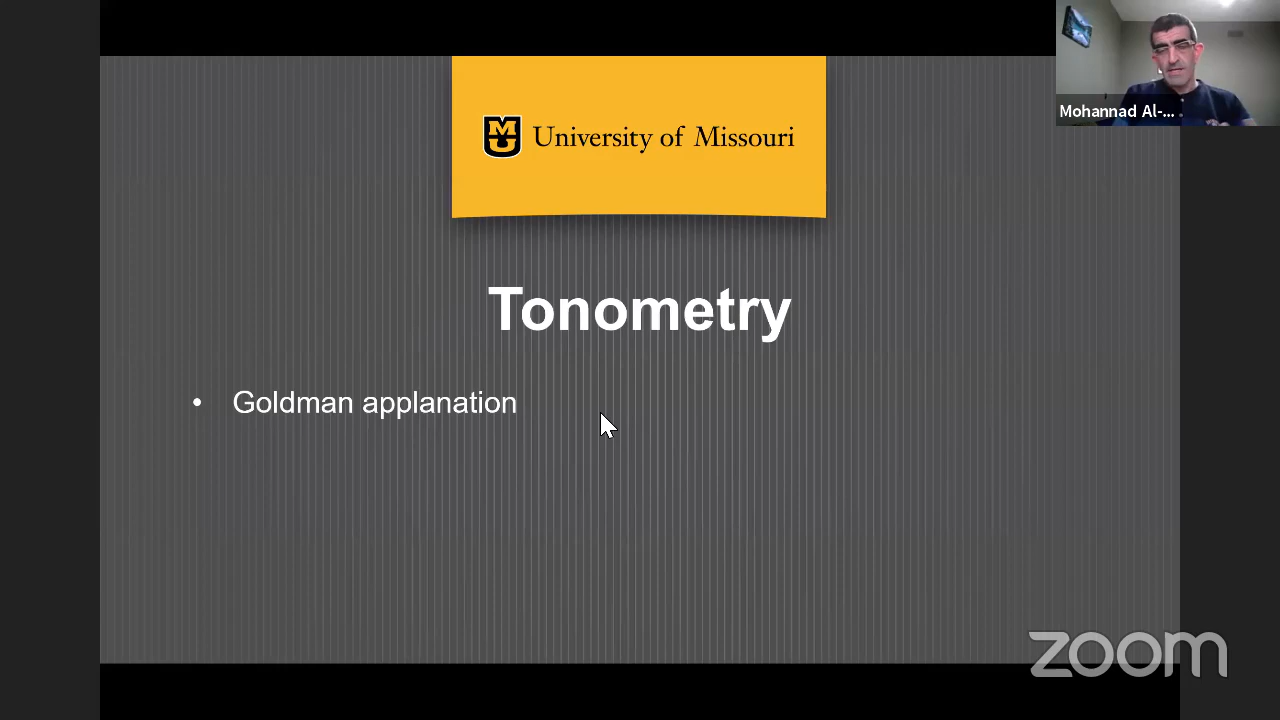 University of Missouri
Mohannad Al-...
Tonometry
• Goldman applanation
zoom